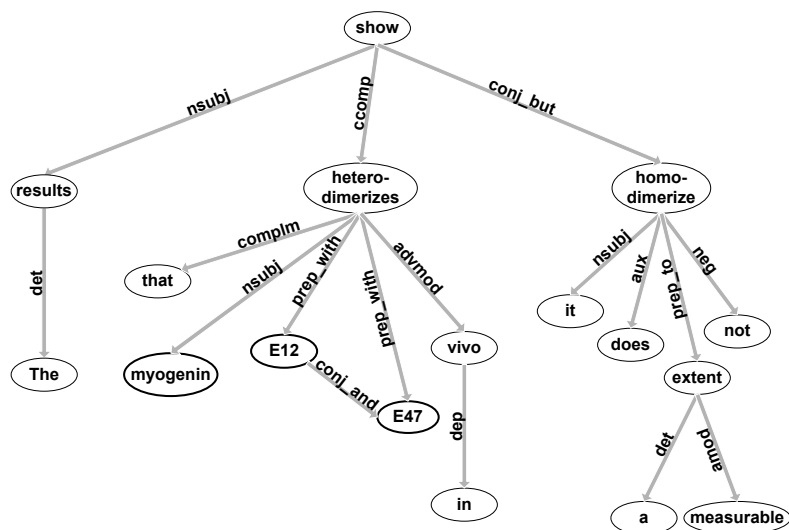 show
nsubj
ccomp
conj_but
results
hetero-
dimerizes
homo-
dimerize
det
complm
nsubj
prep_with
prep_with
advmod
nsubj
aux
prep_to
neg
that
it
does
not
The
myogenin
E12
conj_and
E47
vivo
extent
dep
det
amod
in
a
measurable